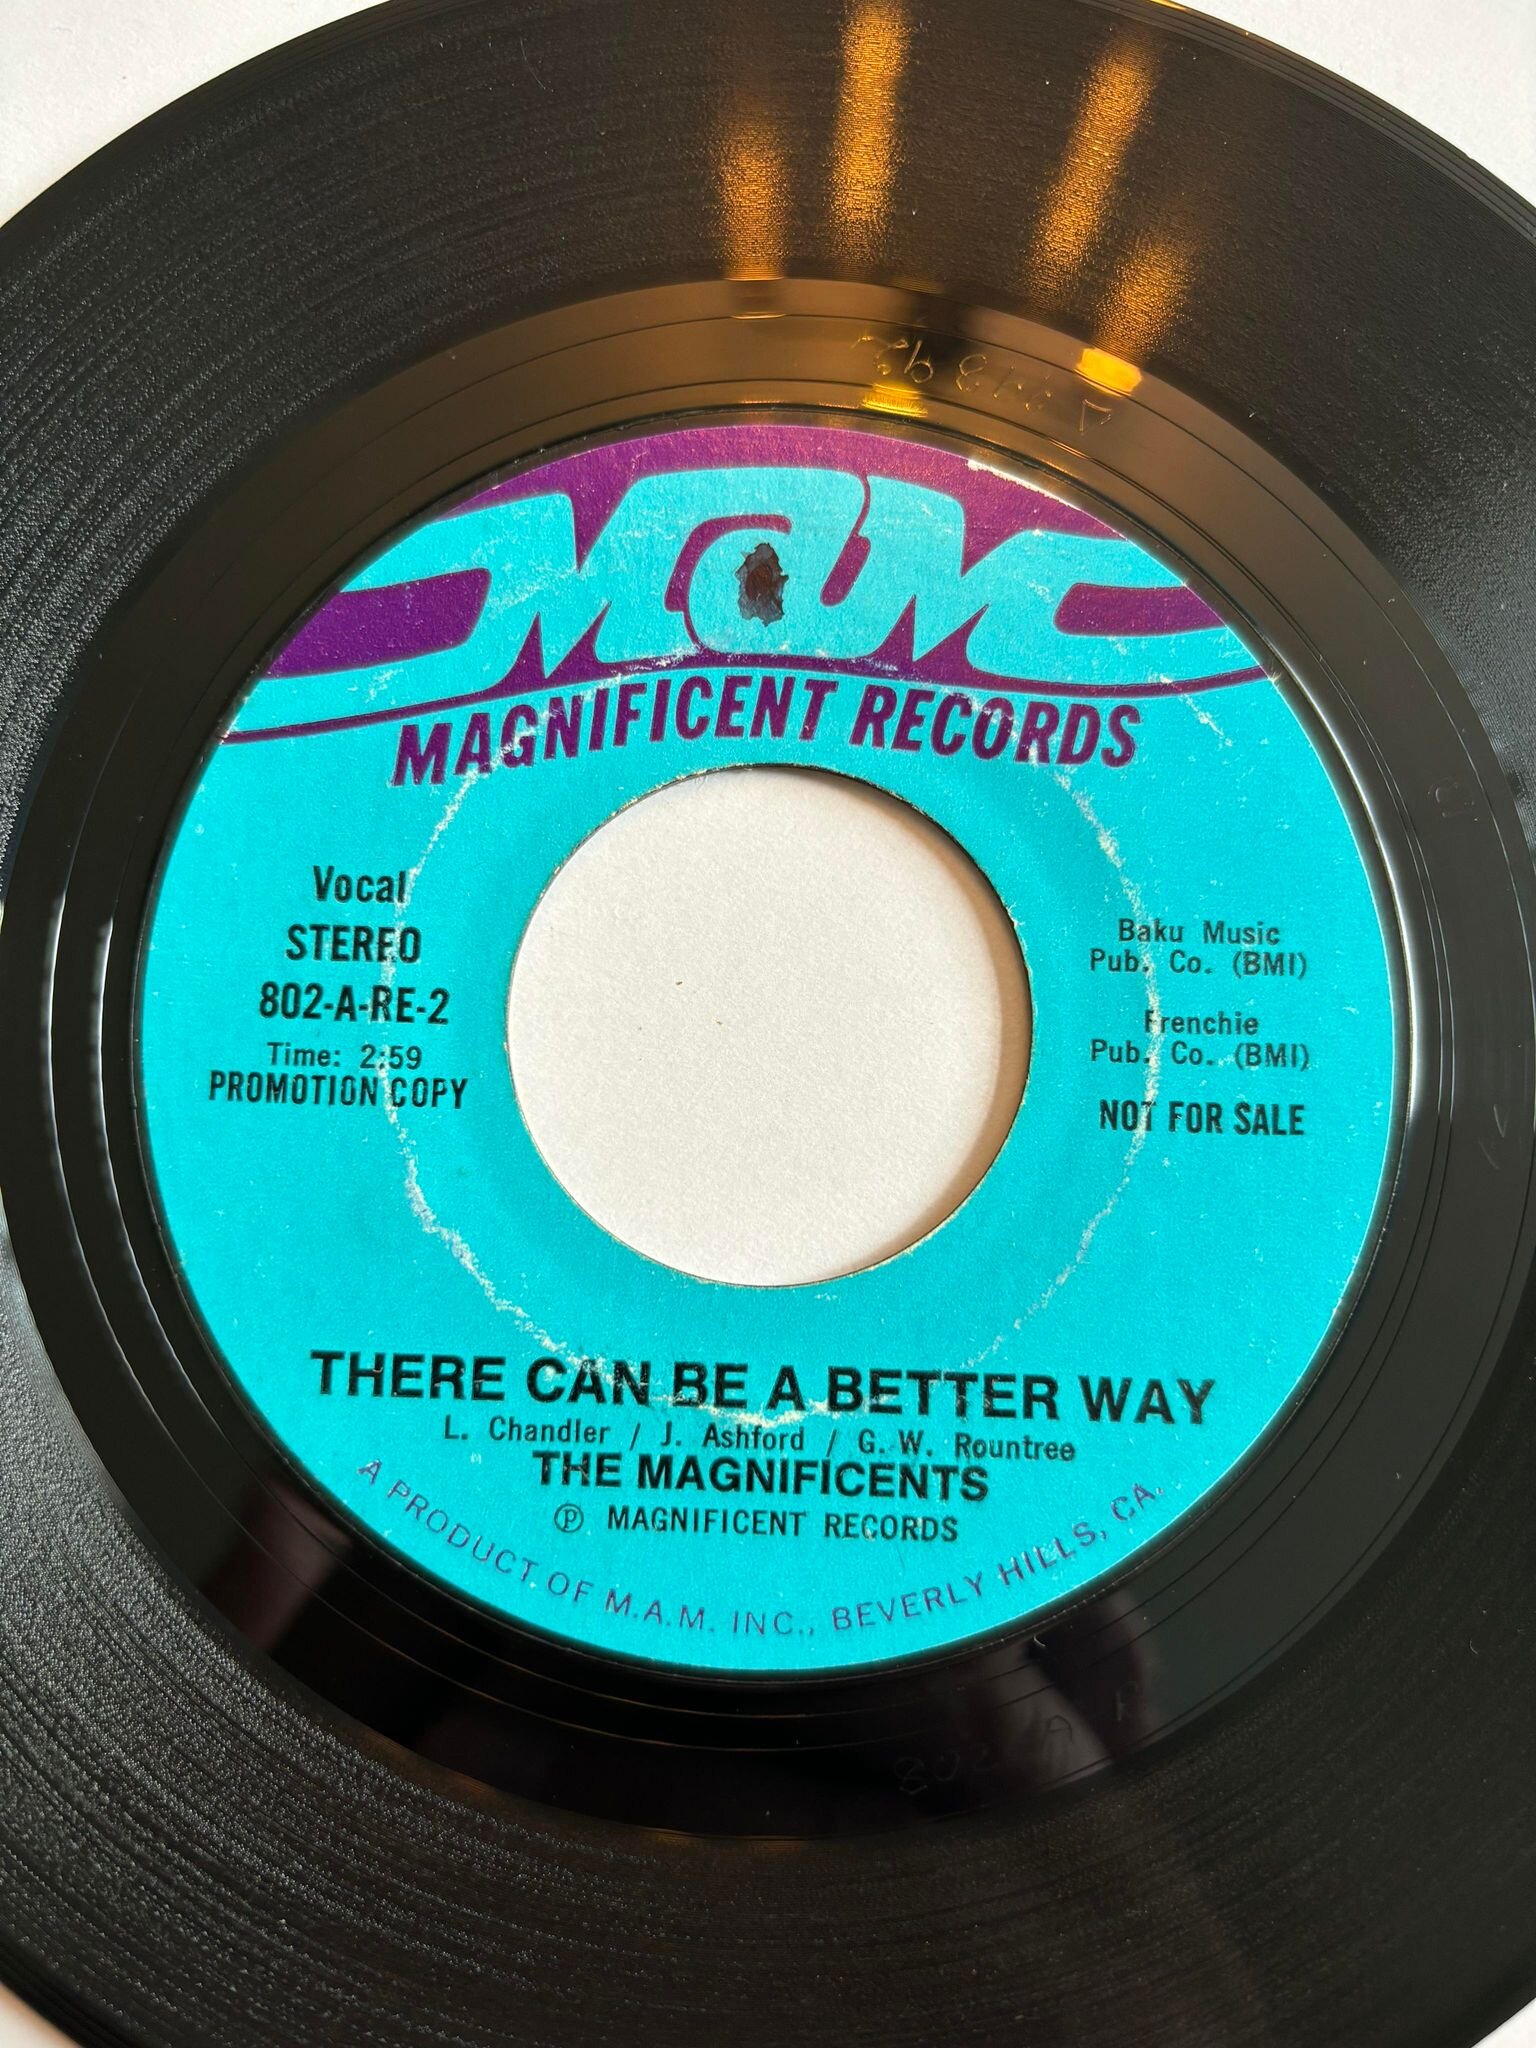 MAM
MAGNIFICENT RECORDS
Vocal
STEREO
802-A-RE-2
Time: 2:59
PROMOTION COPY
Baku Music
Pub. Co. (BMI)
Frenchie
Pub. Co. (BMI)
NOT FOR SALE
THERE CAN BE A BETTER WAY
L. Chandler / J. Ashford / G. W. Rountree
THE MAGNIFICENTS
Ⓟ MAGNIFICENT RECORDS
A PRODUCT OF M.A.M. INC., BEVERLY HILLS, CA.